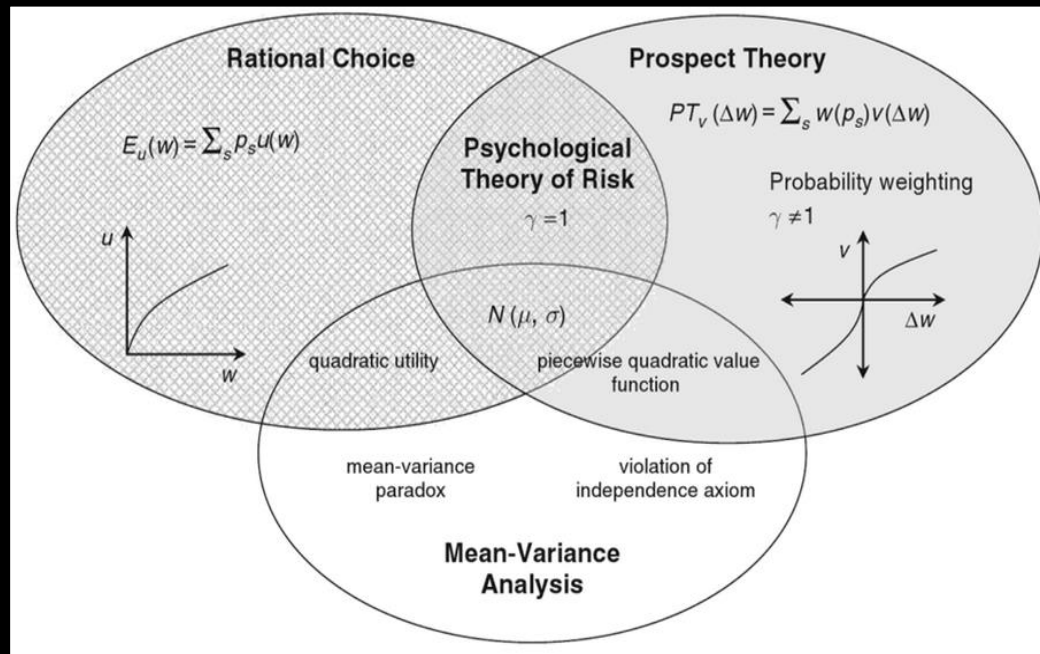 Rational Choice
E_u(w) = ∑_s p_s u(w)
u
w
Prospect Theory
PT_v (Δw) = ∑_s w(p_s)v(Δw)
Probability weighting
γ ≠ 1
v
Δw
Psychological
Theory of Risk
γ = 1
N (μ, σ)
quadratic utility
piecewise quadratic value
function
mean-variance
paradox
violation of
independence axiom
Mean-Variance
Analysis